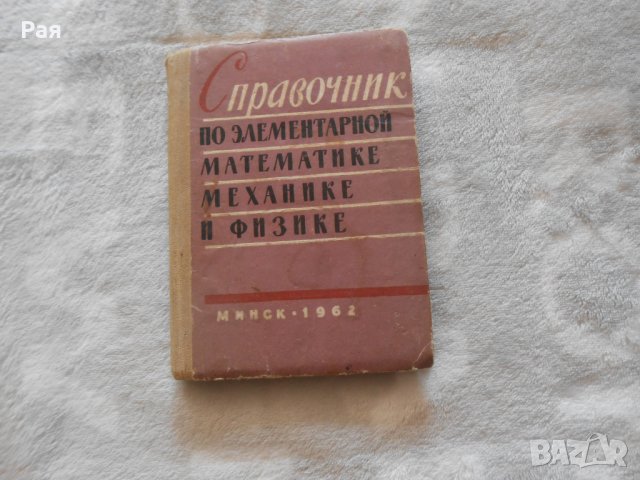 Рая
Справочник
ПО ЭЛЕМЕНТАРНОЙ
МАТЕМАТИКЕ
МЕХАНИКЕ
И ФИЗИКЕ
МИНСК • 1962
BAZAR